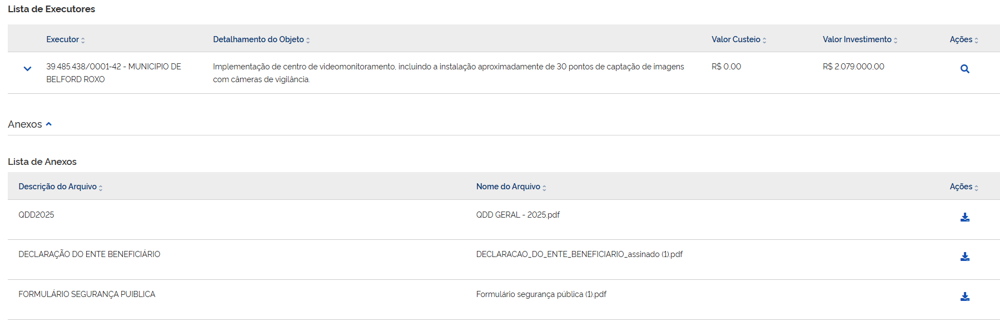 Lista de Executores
Executor Detalhamento do Objeto Valor Custeio Valor Investimento Ações
39.485.438/0001-42 - MUNICIPIO DE BELFORD ROXO
Implementação de centro de videomonitoramento, incluindo a instalação aproximadamente de 30 pontos de captação de imagens com câmeras de vigilância.
R$ 0,00
R$ 2.079.000,00
Anexos
Lista de Anexos
Descrição do Arquivo Nome do Arquivo Ações
QDD2025 QDD GERAL - 2025.pdf
DECLARAÇÃO DO ENTE BENEFICIÁRIO DECLARACAO_DO_ENTE_BENEFICIARIO_assinado (1).pdf
FORMULÁRIO SEGURANÇA PUIBLICA Formulário segurança pública (1).pdf